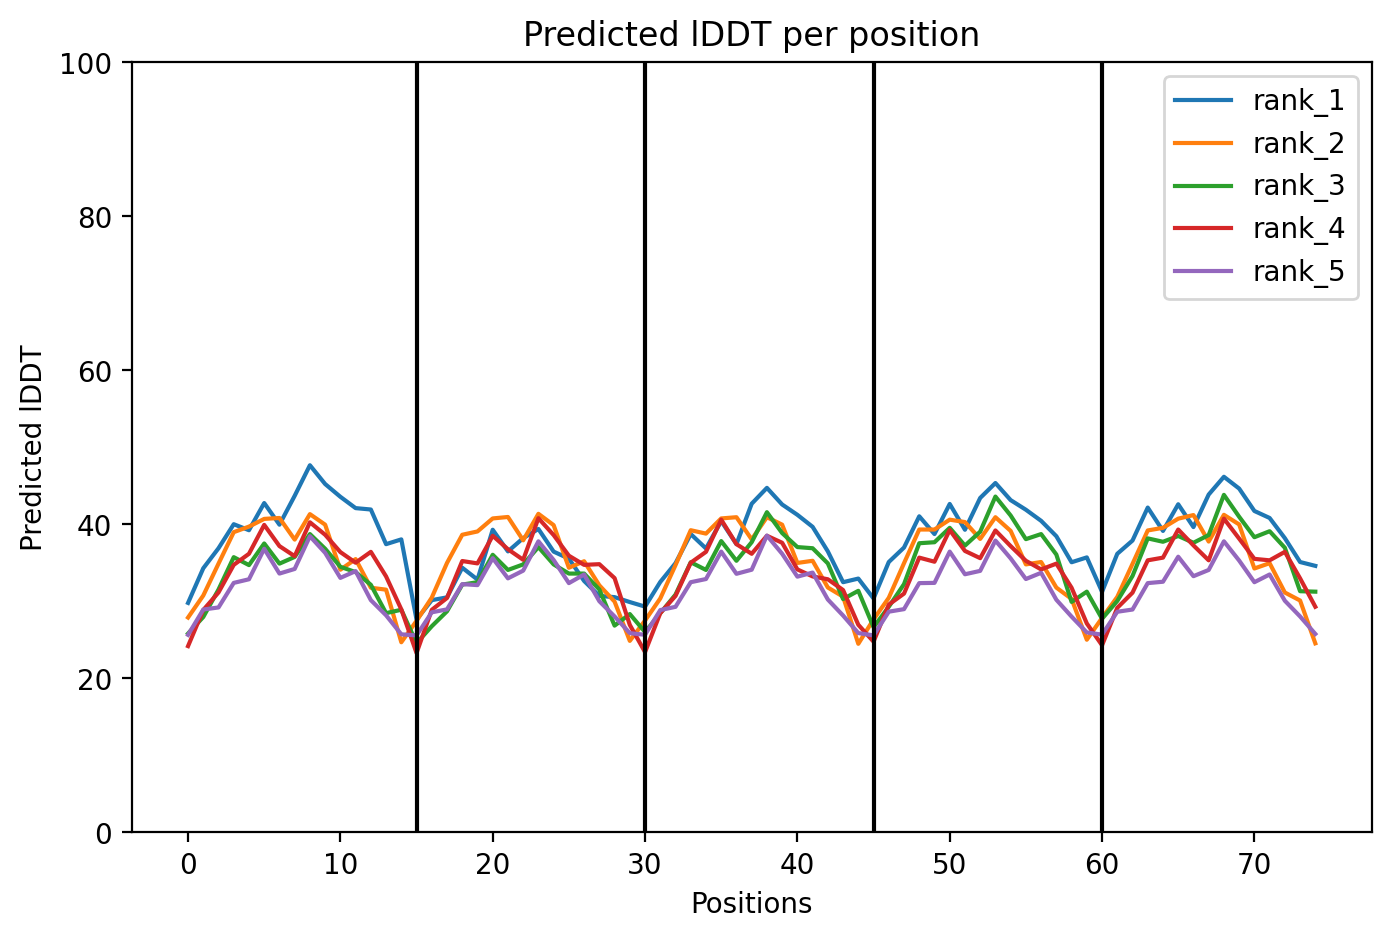 Predicted lDDT per position
100
80
60
40
20
0
Predicted lDDT
rank_1
rank_2
rank_3
rank_4
rank_5
0 10 20 30 40 50 60 70
Positions